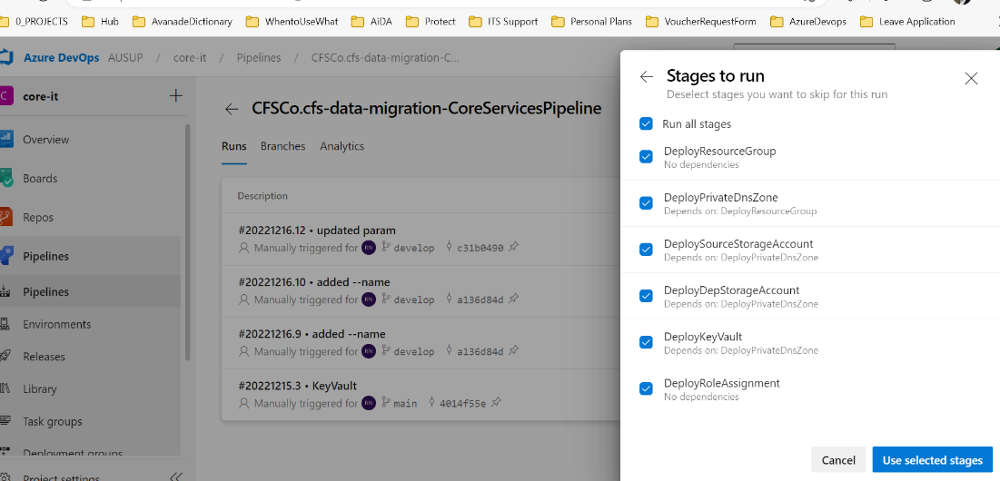 0_PROJECTS Hub AvanadeDictionary WhentoUseWhat AiDA Protect ITS Support Personal Plans VoucherRequestForm AzureDevops Leave Application
Azure DevOps AUSUP / core-it / Pipelines / CFSCo.cfs-data-migration-C...
C core-it
Overview
Boards
Repos
Pipelines
Pipelines
Environments
Releases
Library
Task groups
Deployment groups
Project settings
CFSCo.cfs-data-migration-CoreServicesPipeline
Runs Branches Analytics
Description
#20221216.12 • updated param
Manually triggered for RN develop c31b0490
#20221216.10 • added --name
Manually triggered for RN develop a136d84d
#20221216.9 • added --name
Manually triggered for RN develop a136d84d
#20221215.3 • KeyVault
Manually triggered for RN main 4014f55e
Stages to run
Deselect stages you want to skip for this run
Run all stages
DeployResourceGroup
No dependencies
DeployPrivateDnsZone
Depends on: DeployResourceGroup
DeploySourceStorageAccount
Depends on: DeployPrivateDnsZone
DeployDepStorageAccount
Depends on: DeployPrivateDnsZone
DeployKeyVault
Depends on: DeployPrivateDnsZone
DeployRoleAssignment
No dependencies
Cancel Use selected stages